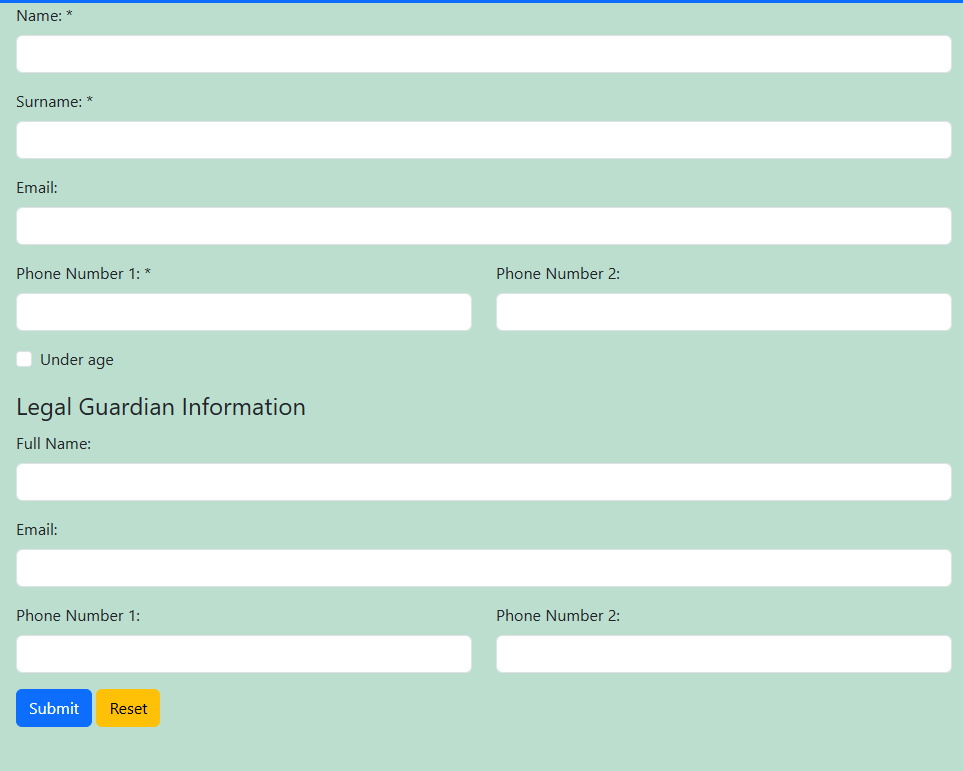 Name: *
Surname: *
Email:
Phone Number 1: * Phone Number 2:
Under age
Legal Guardian Information
Full Name:
Email:
Phone Number 1: Phone Number 2:
Submit Reset